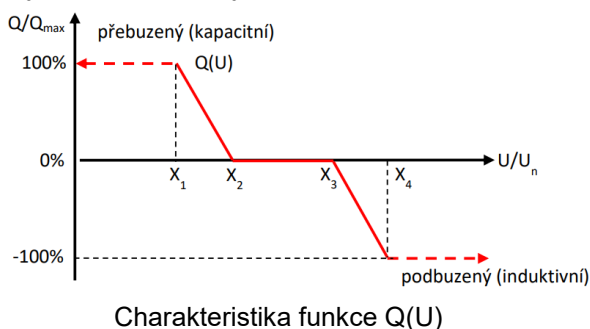 Q/Qmax
přebuzený (kapacitní)
100%
Q(U)
0%
U/Un
X1
X2
X3
X4
-100%
podbuzený (induktivní)
Charakteristika funkce Q(U)